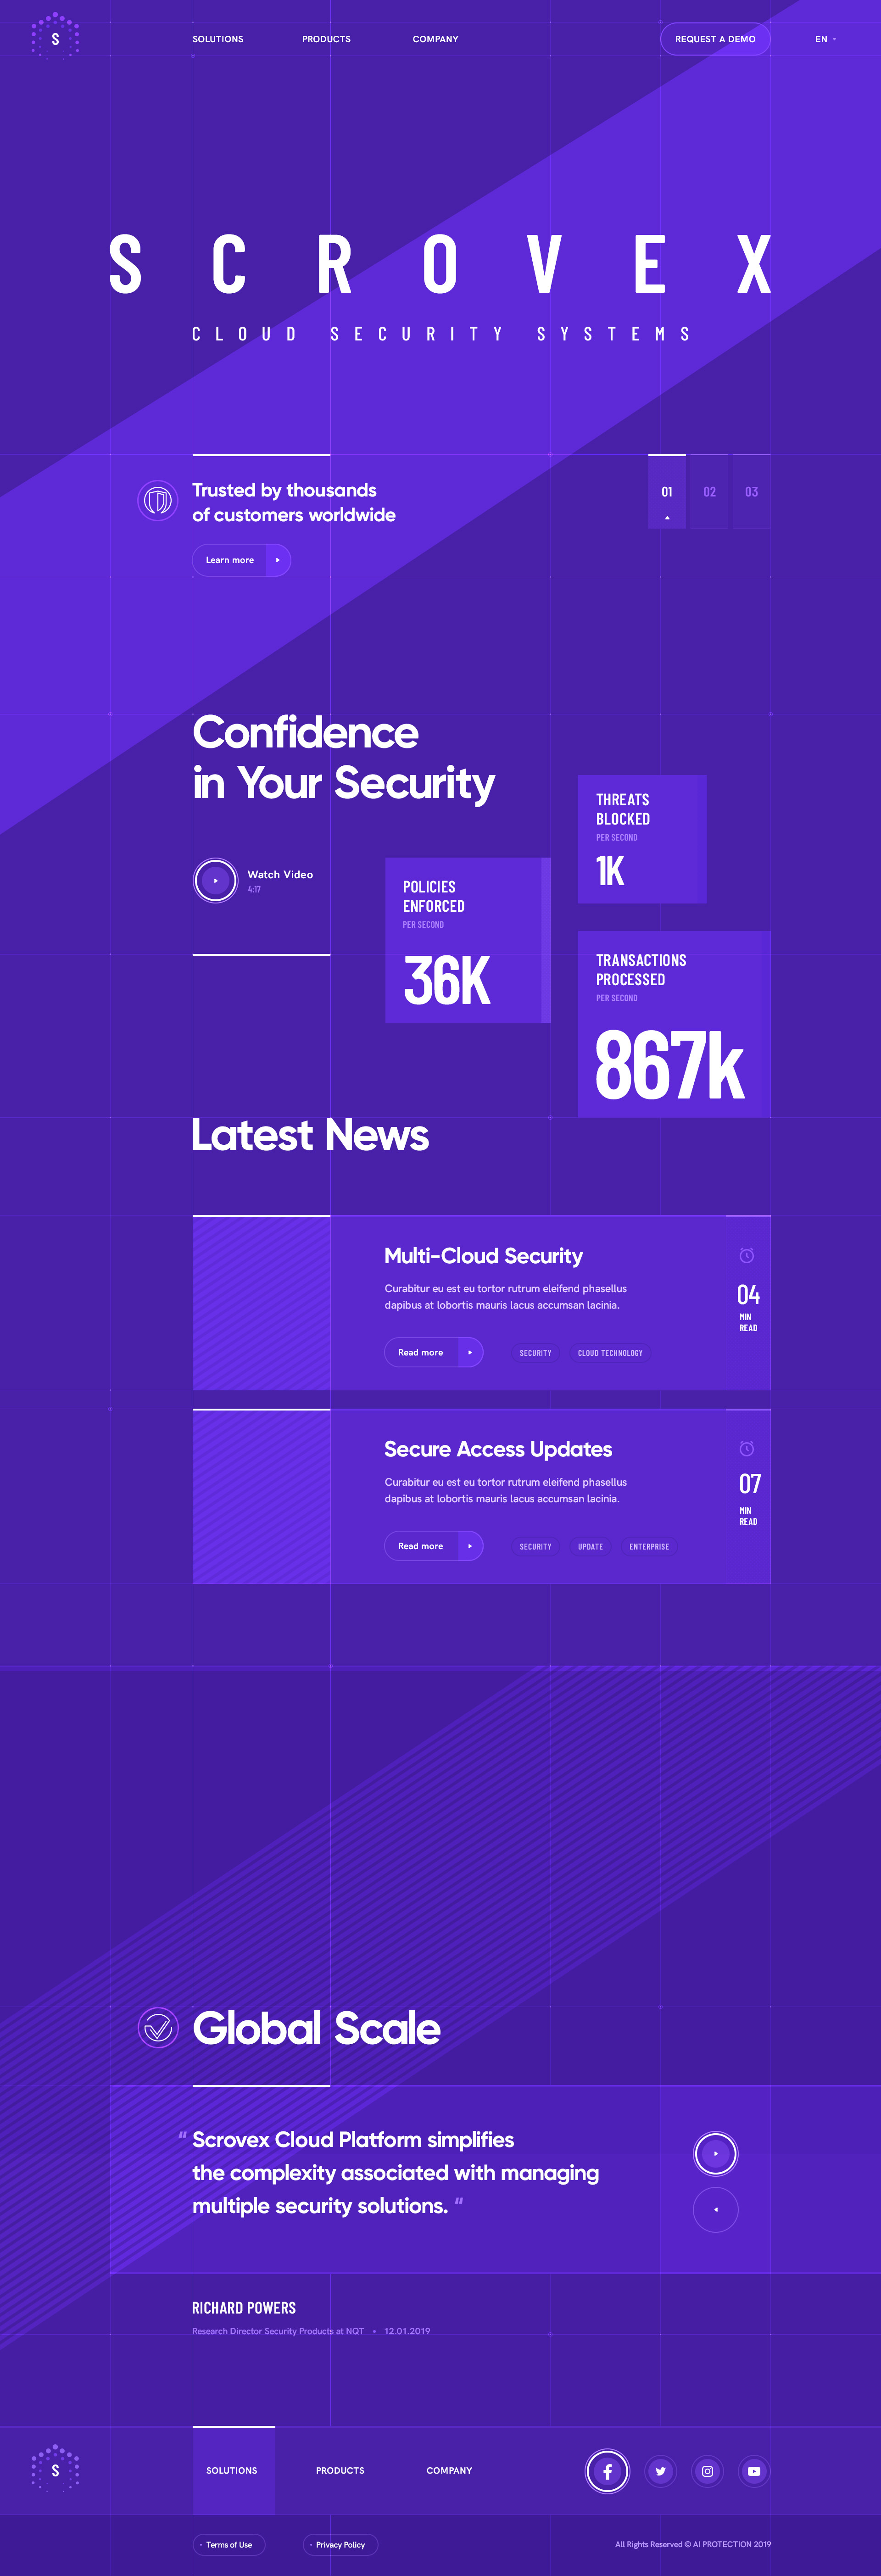 S
SOLUTIONS
PRODUCTS
COMPANY
REQUEST A DEMO
EN
SCROVEX
CLOUD SECURITY SYSTEMS
Trusted by thousands
of customers worldwide
Learn more
01
02
03
Confidence
in Your Security
Watch Video
4:17
POLICIES
ENFORCED
PER SECOND
36K
THREATS
BLOCKED
PER SECOND
1K
TRANSACTIONS
PROCESSED
PER SECOND
867k
Latest News
Multi-Cloud Security
Curabitur eu est eu tortor rutrum eleifend phasellus
dapibus at lobortis mauris lacus accumsan lacinia.
Read more
SECURITY
CLOUD TECHNOLOGY
04
MIN
READ
Secure Access Updates
Curabitur eu est eu tortor rutrum eleifend phasellus
dapibus at lobortis mauris lacus accumsan lacinia.
Read more
SECURITY
UPDATE
ENTERPRISE
07
MIN
READ
Global Scale
" Scrovex Cloud Platform simplifies
the complexity associated with managing
multiple security solutions. "
RICHARD POWERS
Research Director Security Products at NQT • 12.01.2019
S
SOLUTIONS
PRODUCTS
COMPANY
Terms of Use
Privacy Policy
All Rights Reserved © AI PROTECTION 2019